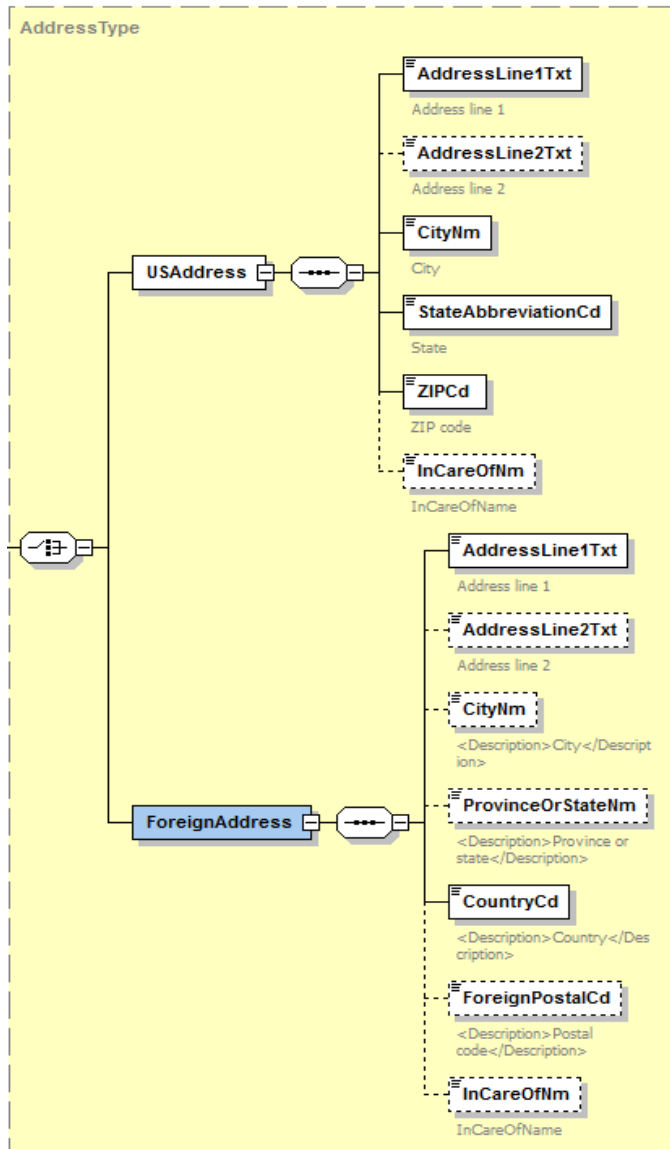 AddressType
AddressLine1Txt
Address line 1
AddressLine2Txt
Address line 2
CityNm
City
USAddress
StateAbbreviationCd
State
ZIPCd
ZIP code
InCareOfNm
InCareOfName
AddressLine1Txt
Address line 1
AddressLine2Txt
Address line 2
CityNm
<Description>City</Descript
ion>
ForeignAddress
ProvinceOrStateNm
<Description>Province or
state</Description>
CountryCd
<Description>Country</Des
cription>
ForeignPostalCd
<Description>Postal
code</Description>
InCareOfNm
InCareOfName